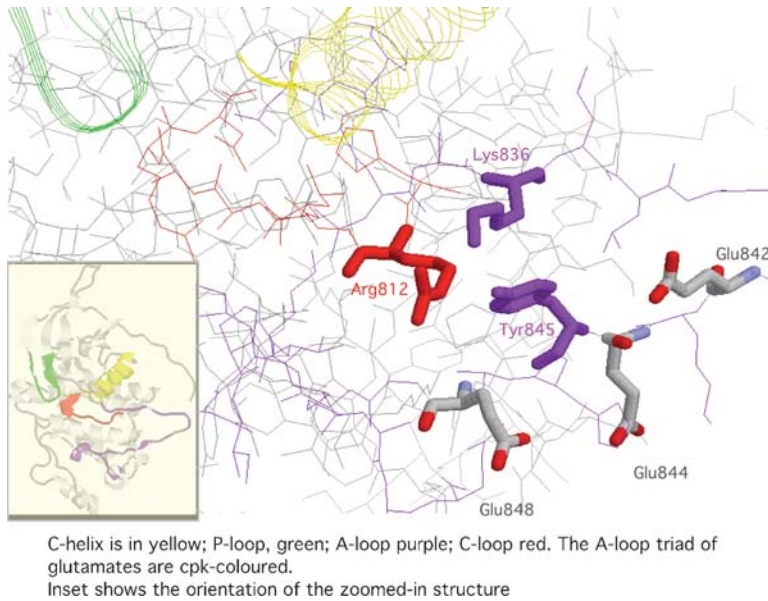 Lys836
Glu842
Arg812
Tyr845
Glu844
Glu848
C-helix is in yellow; P-loop, green; A-loop purple; C-loop red. The A-loop triad of
glutamates are cpk-coloured.
Inset shows the orientation of the zoomed-in structure